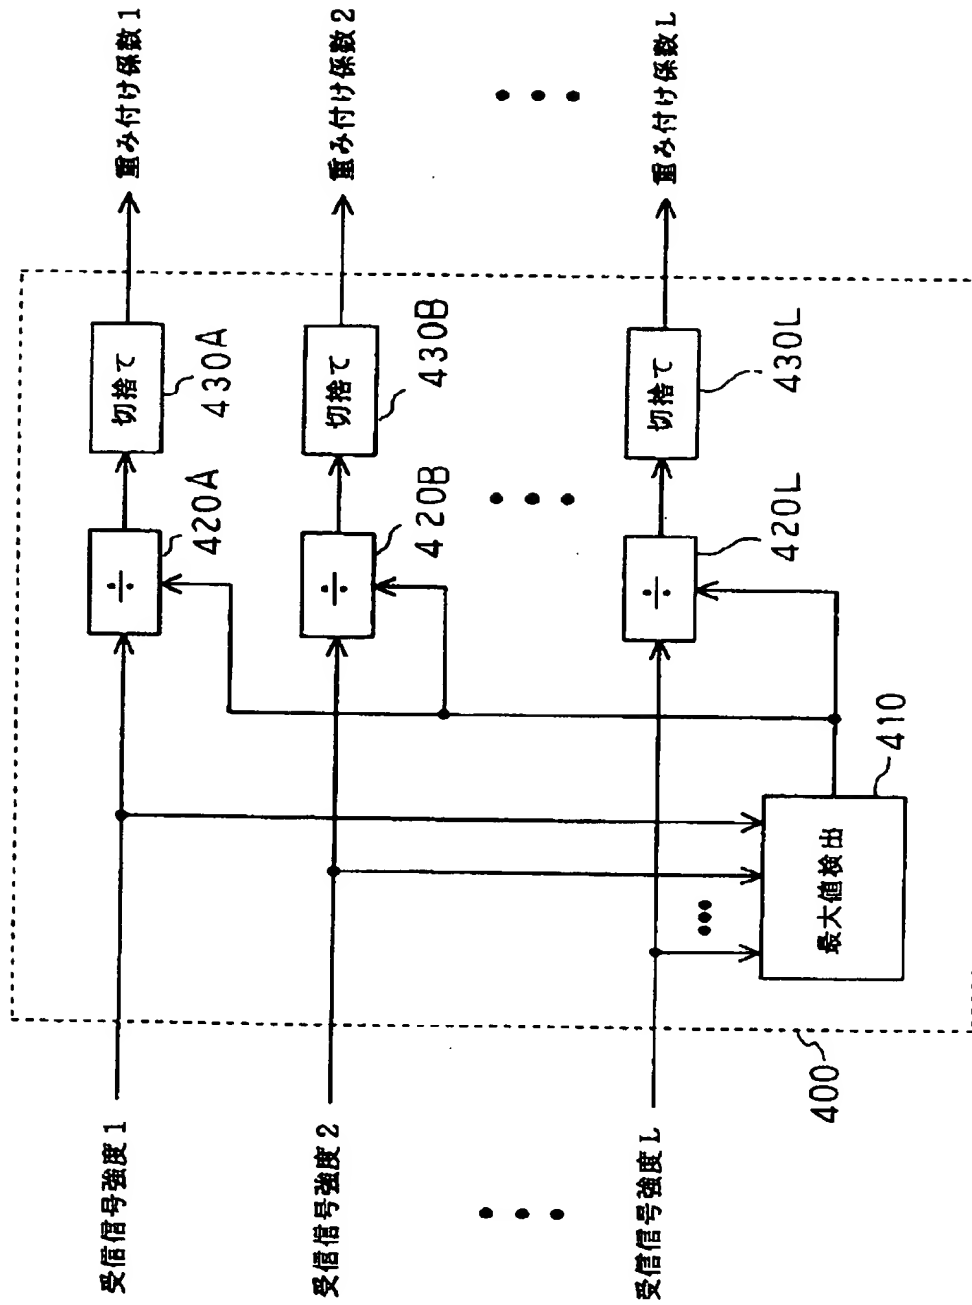 受信信号強度1
÷
420A
切捨て
430A
重み付け係数1
受信信号強度2
÷
420B
切捨て
430B
重み付け係数2
受信信号強度L
÷
420L
切捨て
430L
重み付け係数L
最大値検出
410
400